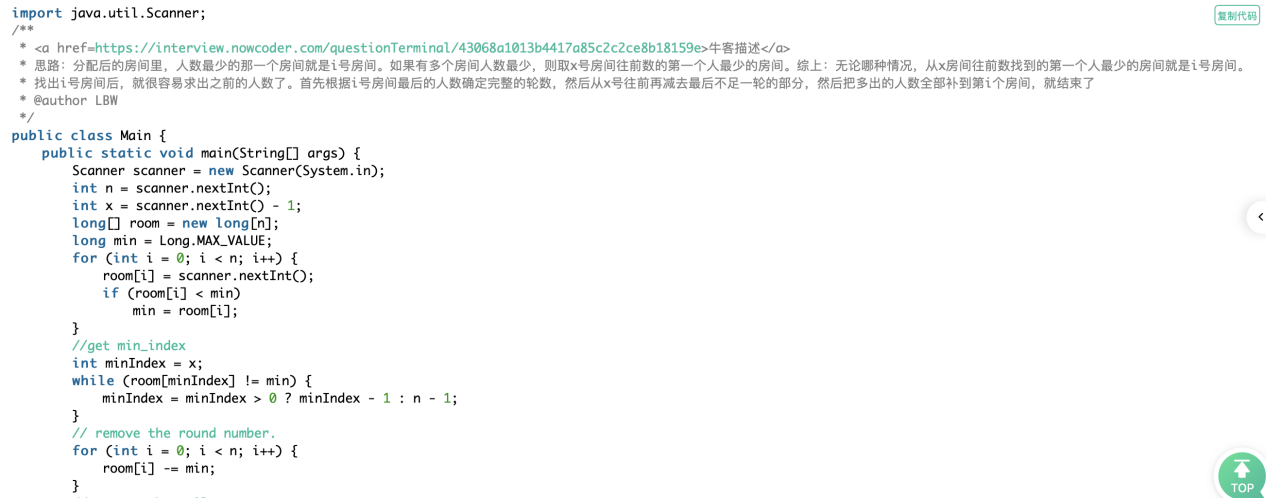 import java.util.Scanner;
复制代码
/**
 * <a href=https://interview.nowcoder.com/questionTerminal/43068a1013b4417a85c2c2ce8b18159e>牛客描述</a>
 * 思路：分配后的房间里，人数最少的那一个房间就是i号房间。如果有多个房间人数最少，则取x号房间往前数的第一个人最少的房间。综上：无论哪种情况，从x房间往前数找到的第一个人最少的房间就是i号房间。
 * 找出i号房间后，就很容易求出之前的人数了。首先根据i号房间最后的人数确定完整的轮数，然后从x号往前再减去最后不足一轮的部分，然后把多出的人数全部补到第i个房间，就结束了
 * @author LBW
 */
public class Main {
    public static void main(String[] args) {
        Scanner scanner = new Scanner(System.in);
        int n = scanner.nextInt();
        int x = scanner.nextInt() - 1;
        long[] room = new long[n];
        long min = Long.MAX_VALUE;
        for (int i = 0; i < n; i++) {
            room[i] = scanner.nextInt();
            if (room[i] < min)
                min = room[i];
        }
        //get min_index
        int minIndex = x;
        while (room[minIndex] != min) {
            minIndex = minIndex > 0 ? minIndex - 1 : n - 1;
        }
        // remove the round number.
        for (int i = 0; i < n; i++) {
            room[i] -= min;
        }
TOP